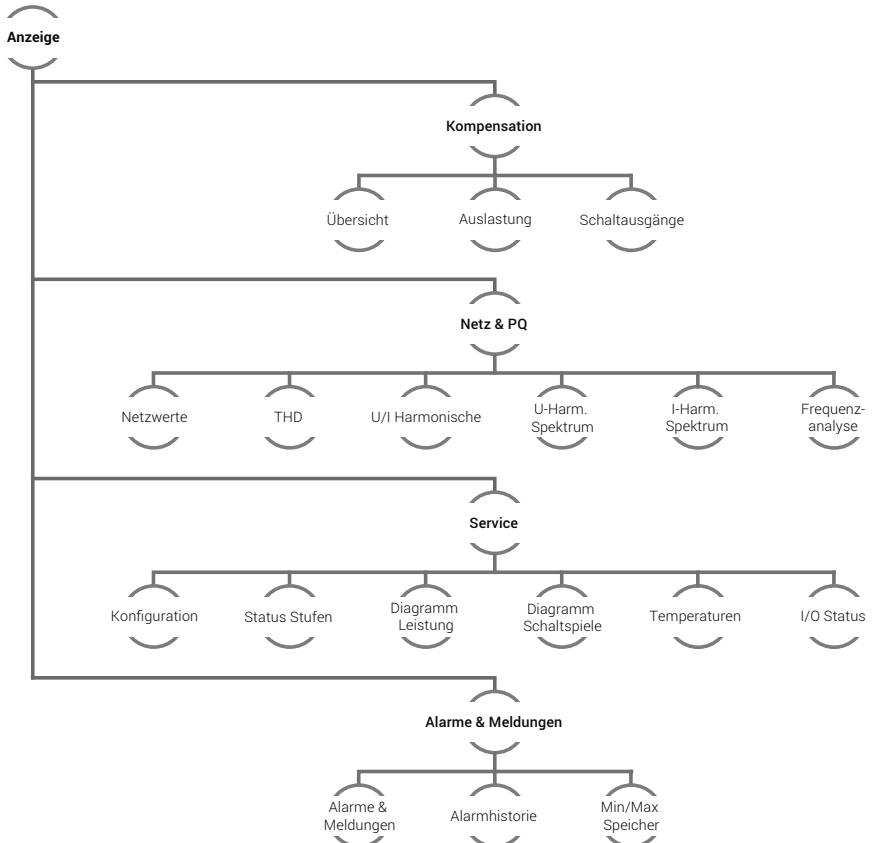 Anzeige
Kompensation
Übersicht
Auslastung
Schaltausgänge
Netz & PQ
Netzwerte
THD
U/I Harmonische
U-Harm.
Spektrum
I-Harm.
Spektrum
Frequenz-
analyse
Service
Konfiguration
Status Stufen
Diagramm
Leistung
Diagramm
Schaltspiele
Temperaturen
I/O Status
Alarme & Meldungen
Alarme &
Meldungen
Alarmhistorie
Min/Max
Speicher